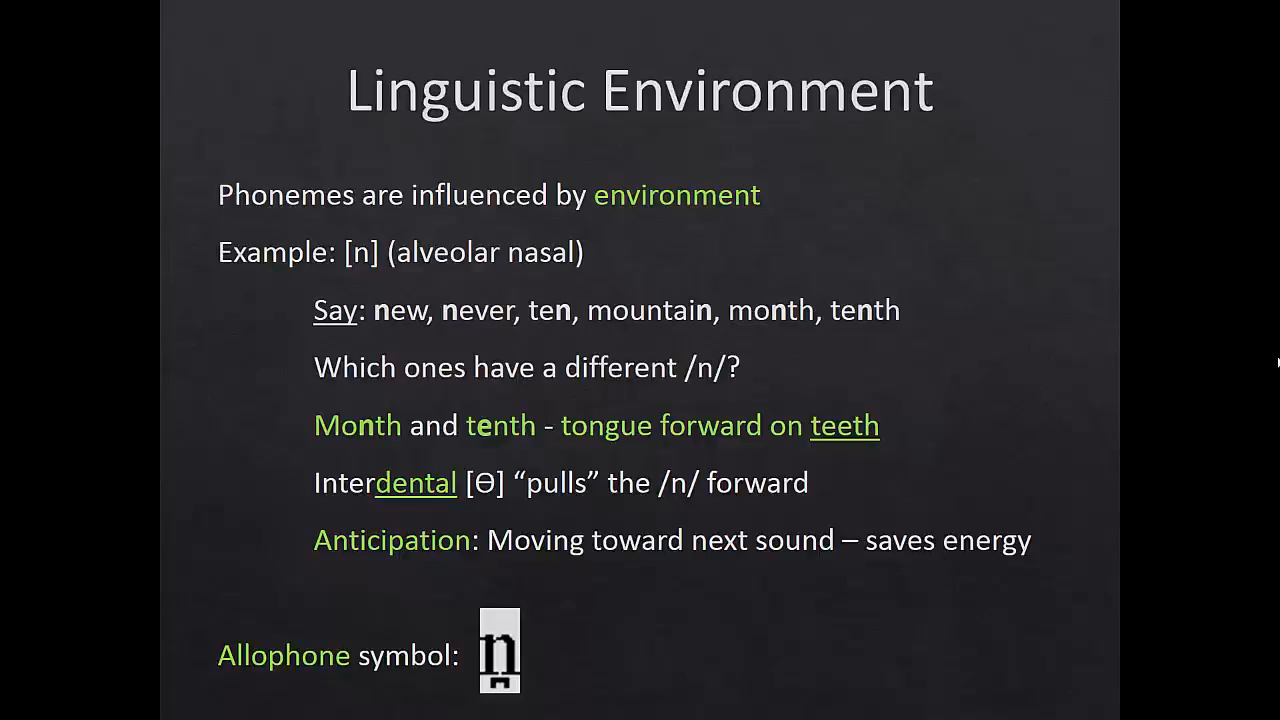 Linguistic Environment
Phonemes are influenced by environment
Example: [n] (alveolar nasal)
Say: new, never, ten, mountain, month, tenth
Which ones have a different /n/?
Month and tenth - tongue forward on teeth
Interdental [Ɵ] “pulls” the /n/ forward
Anticipation: Moving toward next sound – saves energy
Allophone symbol: n̪